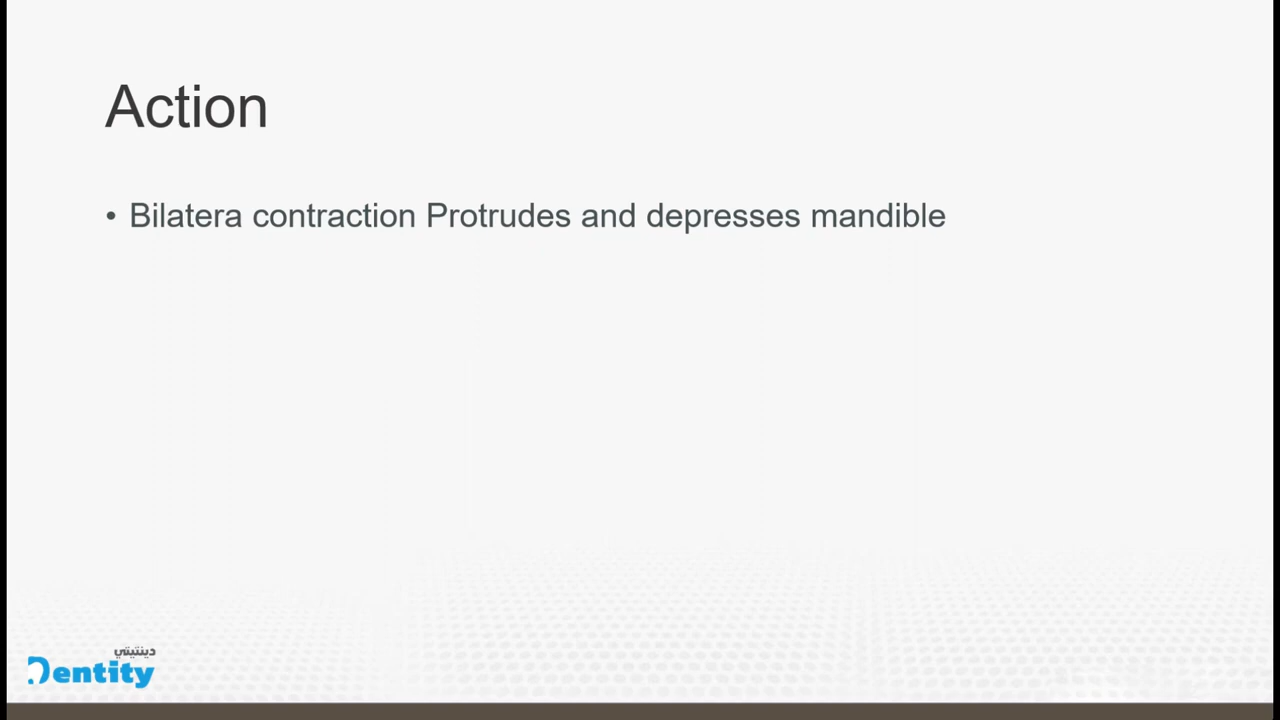 Action
• Bilatera contraction Protrudes and depresses mandible
دينتيتي
Dentity